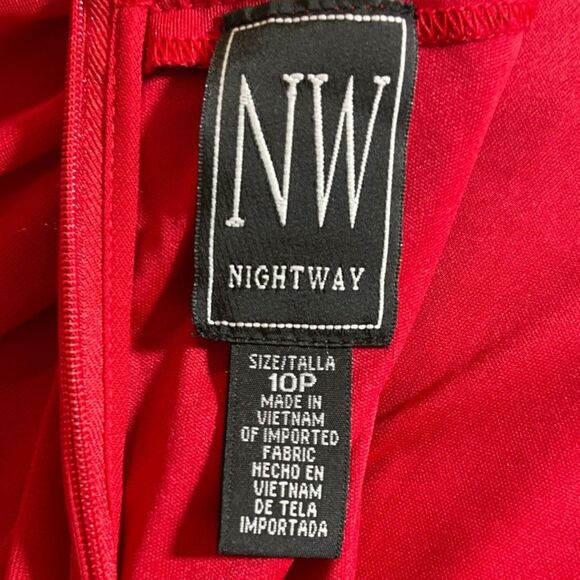 NW
NIGHTWAY
SIZE/TALLA
10P
MADE IN
VIETNAM
OF IMPORTED
FABRIC
HECHO EN
VIETNAM
DE TELA
IMPORTADA